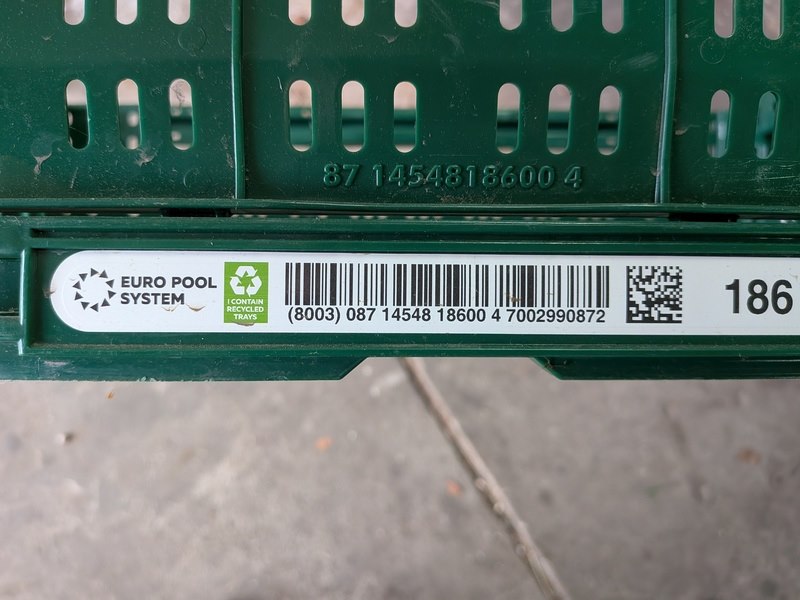 87 1454818600 4
EURO POOL
SYSTEM
I CONTAIN
RECYCLED
TRAYS
(8003) 087 14548 18600 4 7002990872
186